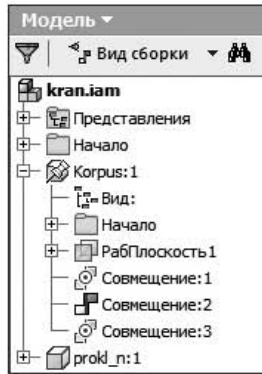 Модель
Вид сборки
kran.iam
Представления
Начало
Korpus:1
Вид:
Начало
РабПлоскость1
Совмещение:1
Совмещение:2
Совмещение:3
prokl_n:1